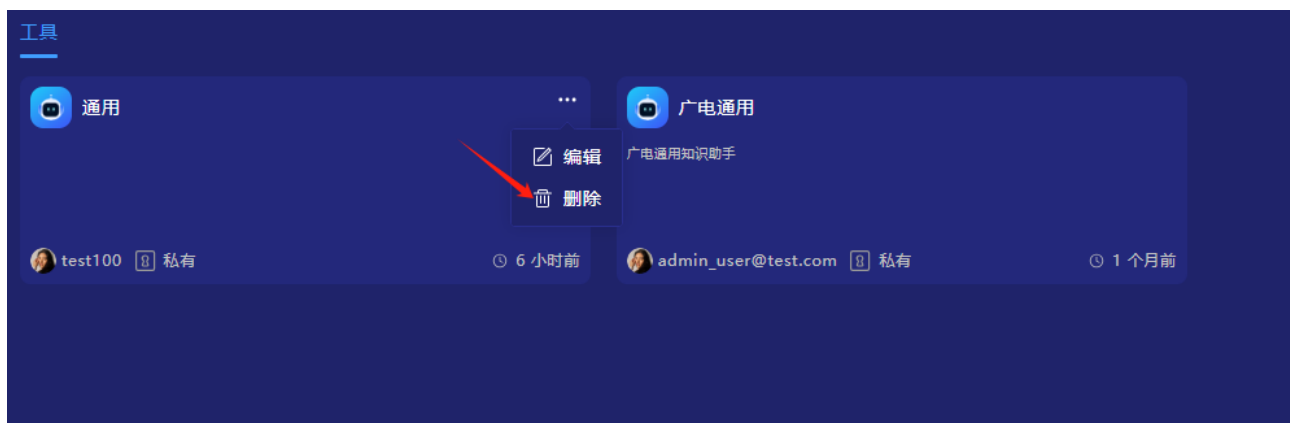 工具
通用
编辑
删除
test100 私有 6 小时前
广电通用
广电通用知识助手
admin_user@test.com 私有 1 个月前